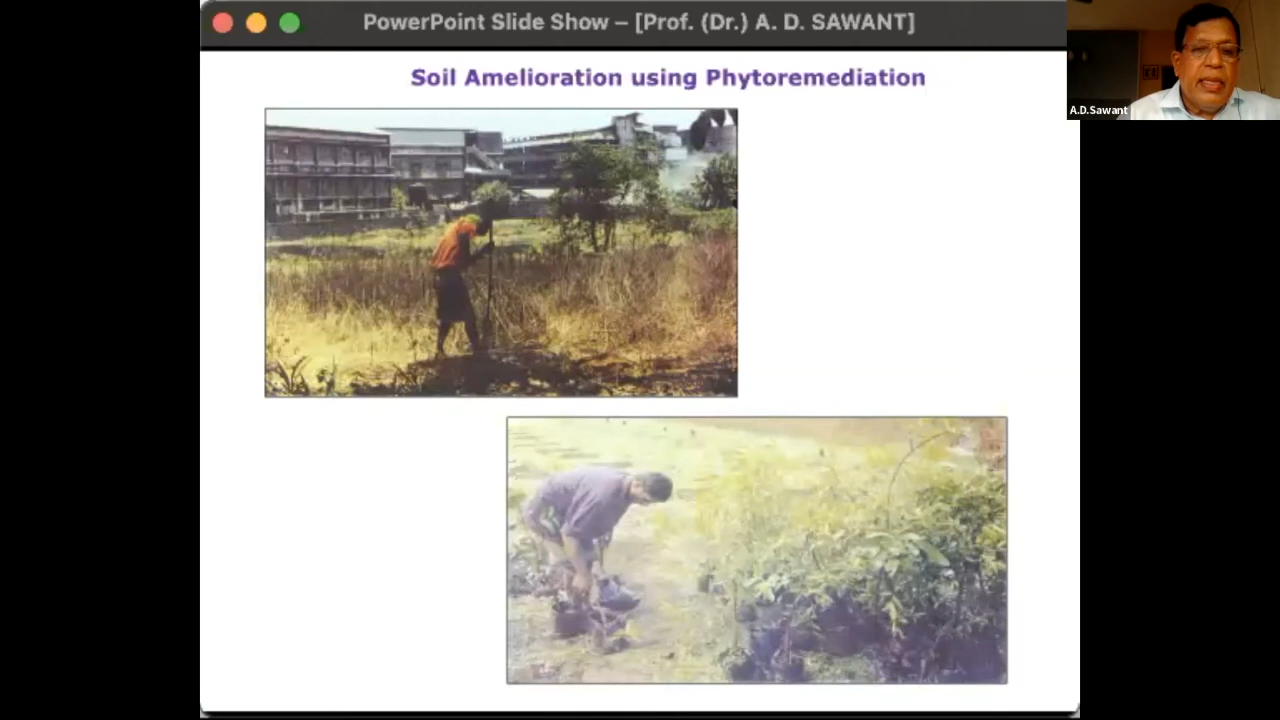 PowerPoint Slide Show – [Prof. (Dr.) A. D. SAWANT]
Soil Amelioration using Phytoremediation
A.D.Sawant